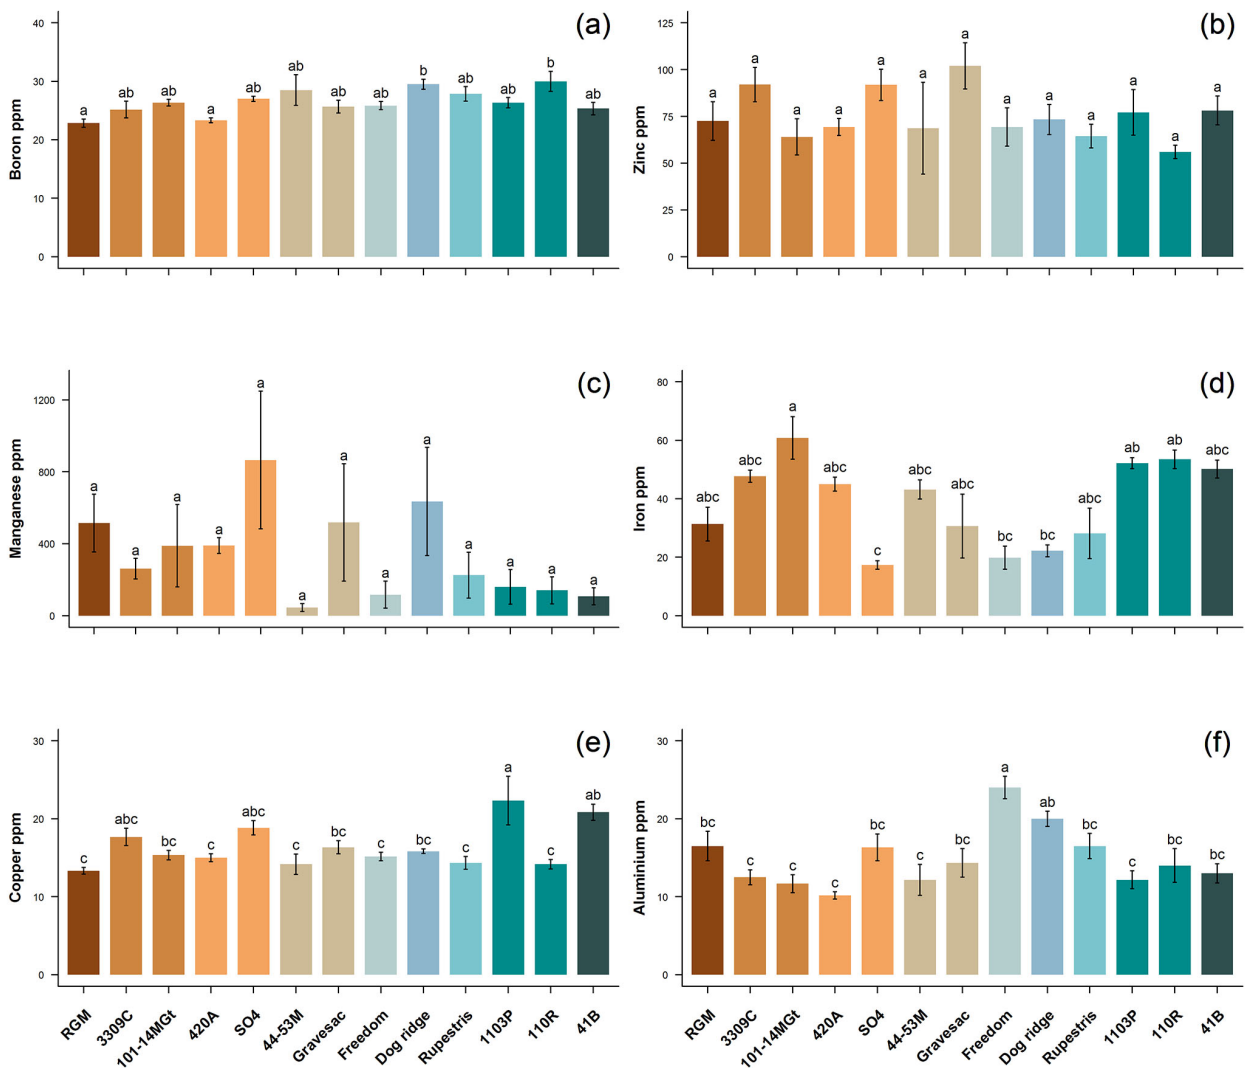 (a)
Boron ppm
40
30
20
10
0
a ab ab a ab ab ab ab b ab ab b ab
(b)
Zinc ppm
125
100
75
50
25
0
a a a a a a a a a a a a a
(c)
Manganese ppm
1200
800
400
0
a a a a a a a a a a a a a
(d)
Iron ppm
80
60
40
20
0
abc abc a abc c abc abc bc bc abc ab ab abc
(e)
Copper ppm
30
20
10
0
c abc bc c abc c bc c bc c a c ab
RGM
3309C
101-14MGt
420A
SO4
44-53M
Gravesac
Freedom
Dog ridge
Rupestris
1103P
110R
41B
(f)
Aluminium ppm
30
20
10
0
bc c c c bc c bc a ab bc c bc bc
RGM
3309C
101-14MGt
420A
SO4
44-53M
Gravesac
Freedom
Dog ridge
Rupestris
1103P
110R
41B